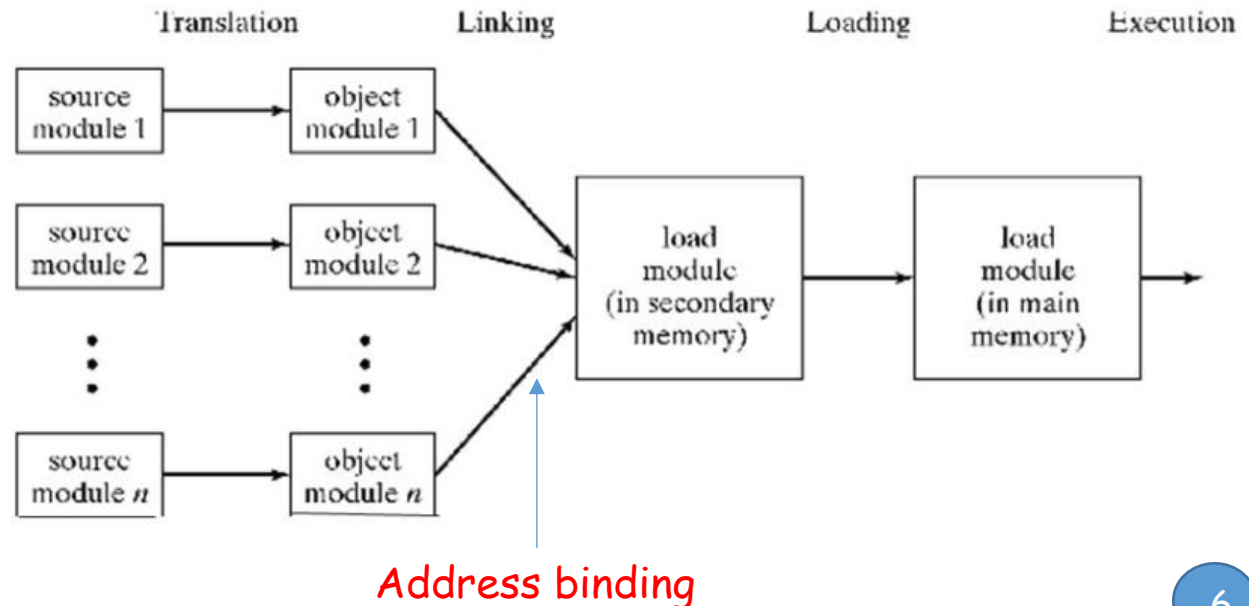 Translation Linking Loading Execution
source
module 1
object
module 1
source
module 2
object
module 2
load
module
(in secondary
memory)
load
module
(in main
memory)
source
module n
object
module n
Address binding
6